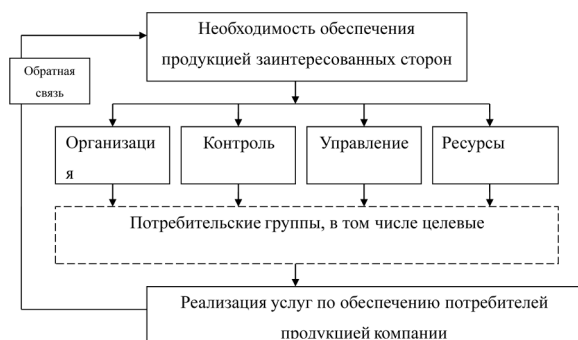 Необходимость обеспечения
продукцией заинтересованных сторон
Обратная
связь
Организаци
я
Контроль
Управление
Ресурсы
Потребительские группы, в том числе целевые
Реализация услуг по обеспечению потребителей
продукцией компании